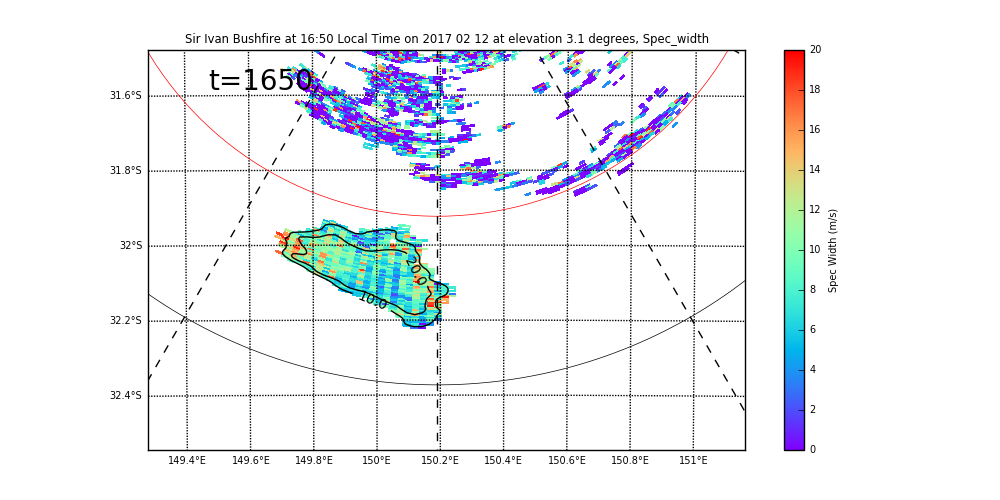 Sir Ivan Bushfire at 16:50 Local Time on 2017 02 12 at elevation 3.1 degrees, Spec_width
t=1650
31.6°S
31.8°S
32°S
32.2°S
32.4°S
10.0
149.4°E 149.6°E 149.8°E 150°E 150.2°E 150.4°E 150.6°E 150.8°E 151°E
20
18
16
14
12
10
8
6
4
2
0
Spec Width (m/s)